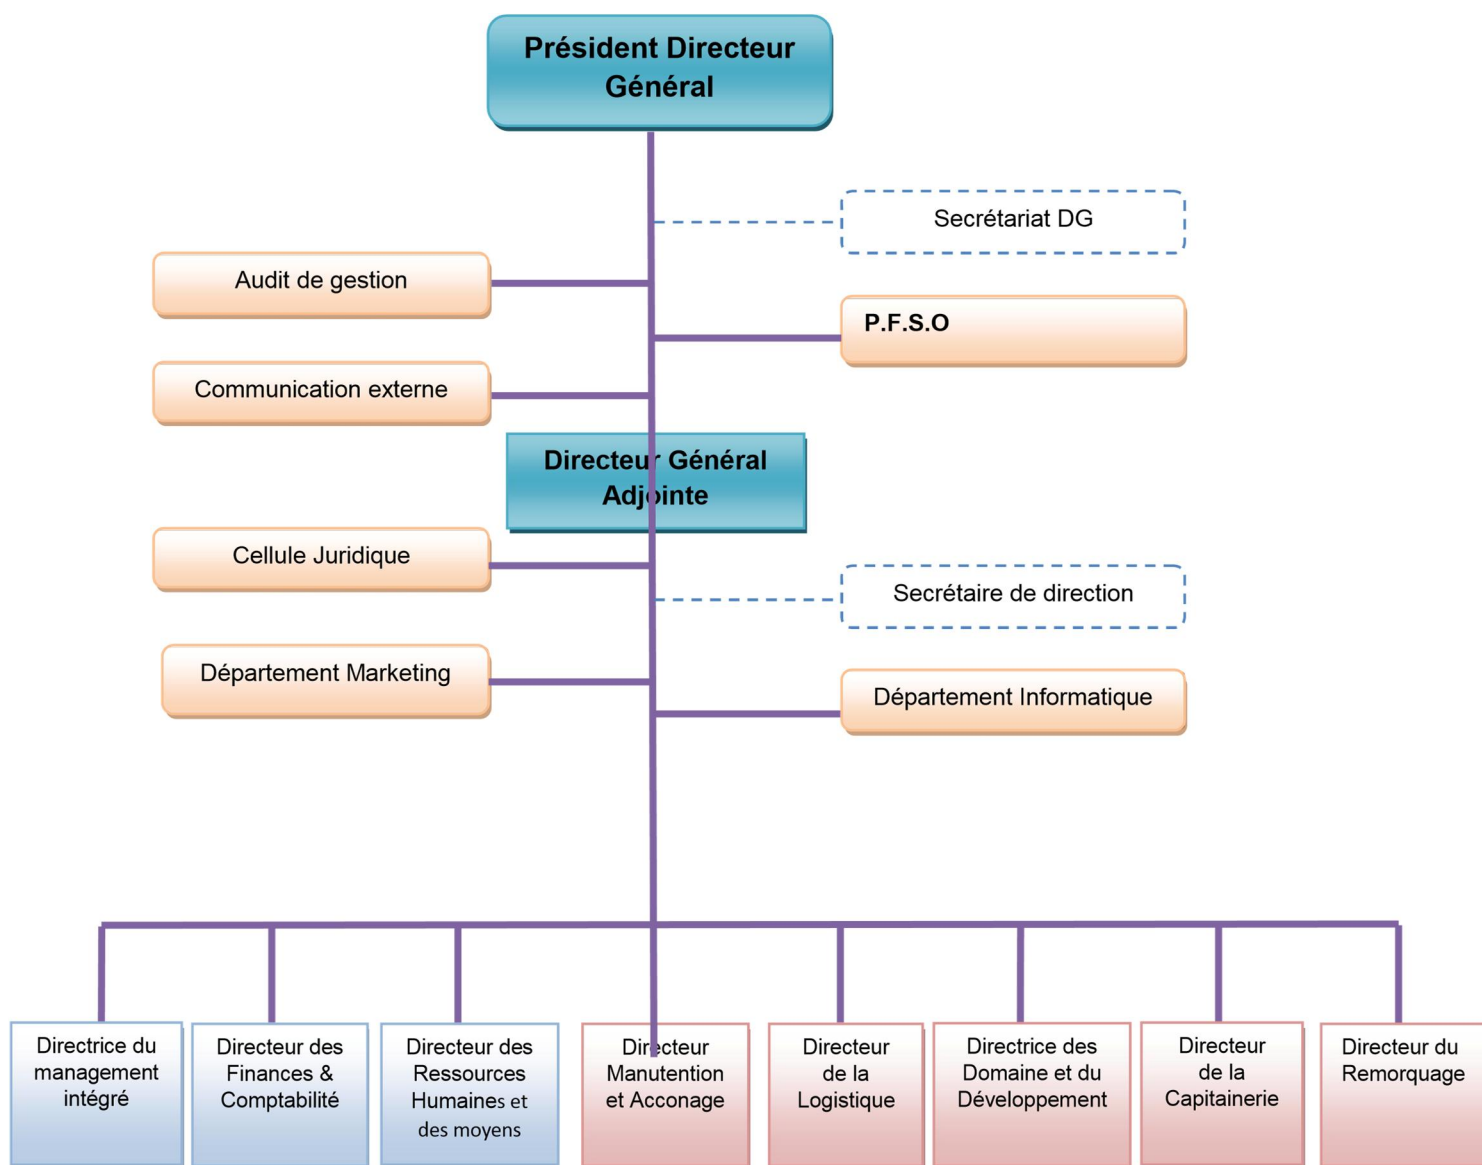 Président Directeur
Général
Secrétariat DG
Audit de gestion
P.F.S.O
Communication externe
Directeur Général
Adjointe
Cellule Juridique
Secrétaire de direction
Département Marketing
Département Informatique
Directrice du
management
intégré
Directeur des
Finances &
Comptabilité
Directeur des
Ressources
Humaines et
des moyens
Directeur
Manutention
et Acconage
Directeur
de la
Logistique
Directrice des
Domaine et du
Développement
Directeur
de la
Capitainerie
Directeur du
Remorquage